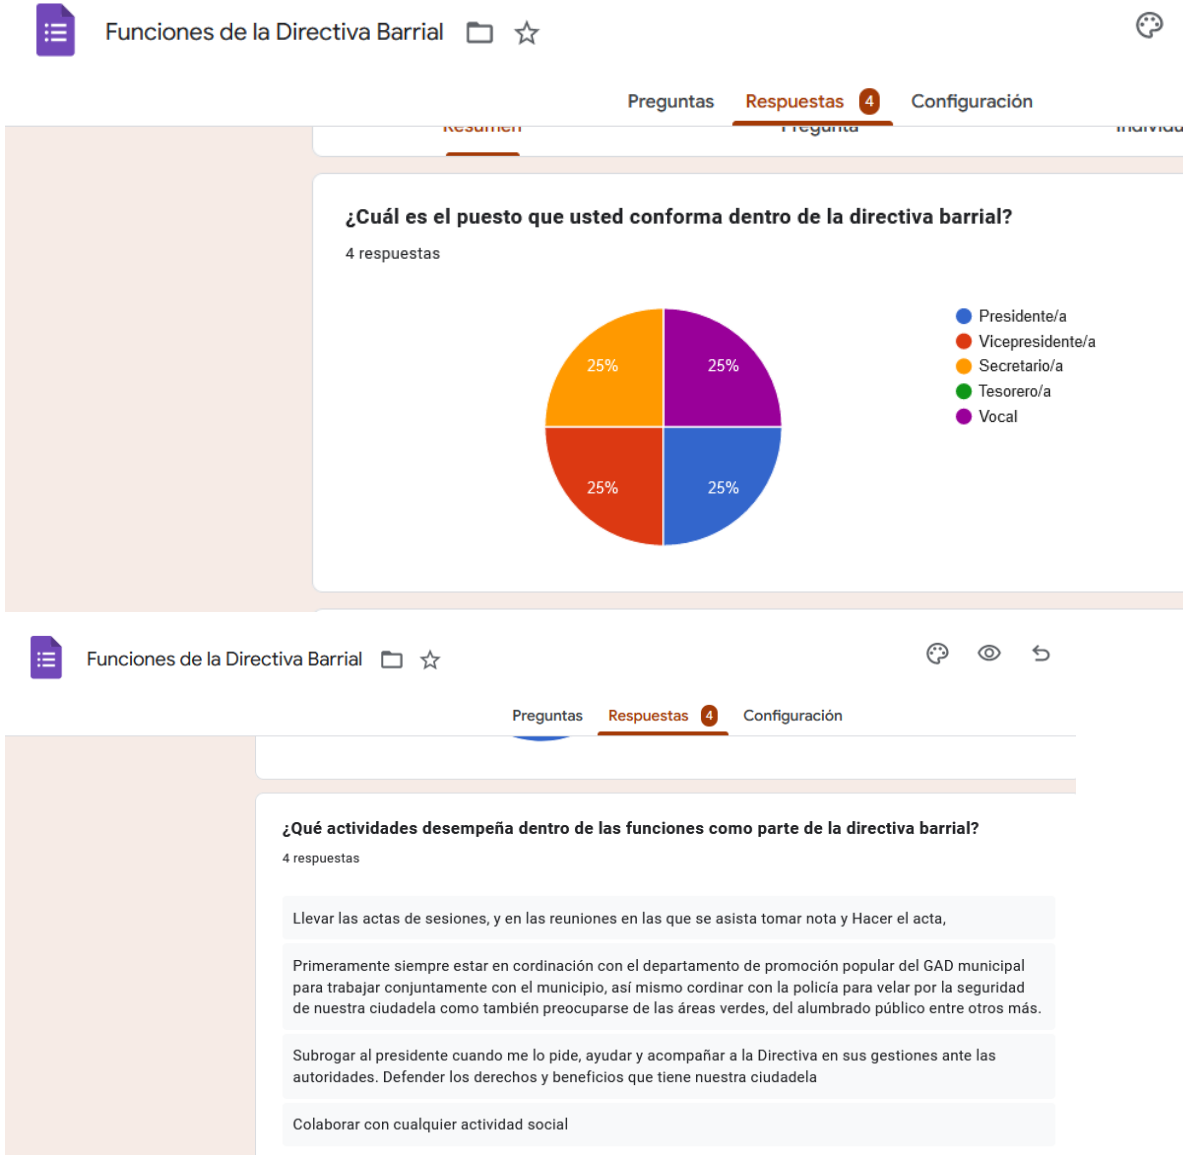 Funciones de la Directiva Barrial
Preguntas Respuestas 4 Configuración
Resumen Pregunta
¿Cuál es el puesto que usted conforma dentro de la directiva barrial?
4 respuestas
25% 25%
25% 25%
Presidente/a
Vicepresidente/a
Secretario/a
Tesorero/a
Vocal
Funciones de la Directiva Barrial
Preguntas Respuestas 4 Configuración
¿Qué actividades desempeña dentro de las funciones como parte de la directiva barrial?
4 respuestas
Llevar las actas de sesiones, y en las reuniones en las que se asista tomar nota y Hacer el acta,
Primeramente siempre estar en cordinación con el departamento de promoción popular del GAD municipal
para trabajar conjuntamente con el municipio, así mismo cordinar con la policía para velar por la seguridad
de nuestra ciudadela como también preocuparse de las áreas verdes, del alumbrado público entre otros más.
Subrogar al presidente cuando me lo pide, ayudar y acompañar a la Directiva en sus gestiones ante las
autoridades. Defender los derechos y beneficios que tiene nuestra ciudadela
Colaborar con cualquier actividad social